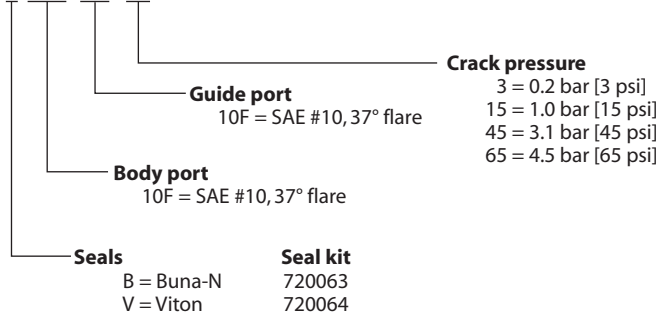 Crack pressure
3 = 0.2 bar [3 psi]
15 = 1.0 bar [15 psi]
45 = 3.1 bar [45 psi]
65 = 4.5 bar [65 psi]
Guide port
10F = SAE #10, 37° flare
Body port
10F = SAE #10, 37° flare
Seals Seal kit
B = Buna-N 720063
V = Viton 720064